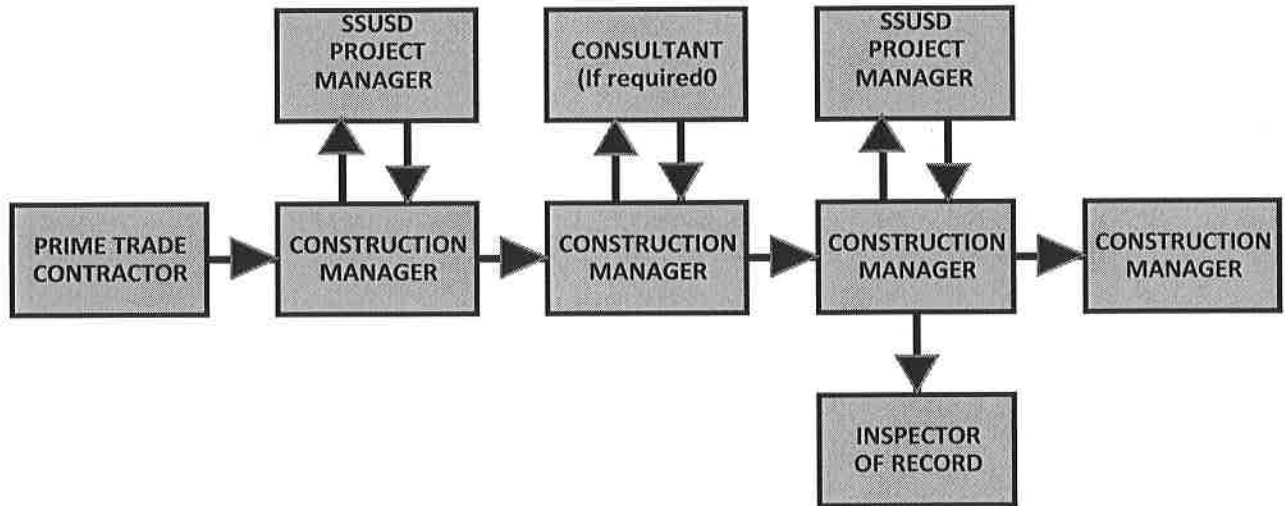 SSUSD
PROJECT
MANAGER
CONSULTANT
(If required0
SSUSD
PROJECT
MANAGER
PRIME TRADE
CONTRACTOR
CONSTRUCTION
MANAGER
CONSTRUCTION
MANAGER
CONSTRUCTION
MANAGER
CONSTRUCTION
MANAGER
INSPECTOR
OF RECORD